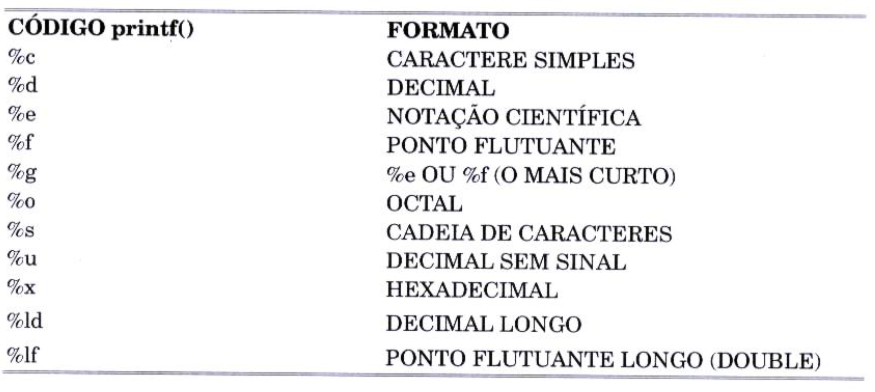 CÓDIGO printf() FORMATO
%c CARACTERE SIMPLES
%d DECIMAL
%e NOTAÇÃO CIENTÍFICA
%f PONTO FLUTUANTE
%g %e OU %f (O MAIS CURTO)
%o OCTAL
%s CADEIA DE CARACTERES
%u DECIMAL SEM SINAL
%x HEXADECIMAL
%ld DECIMAL LONGO
%lf PONTO FLUTUANTE LONGO (DOUBLE)